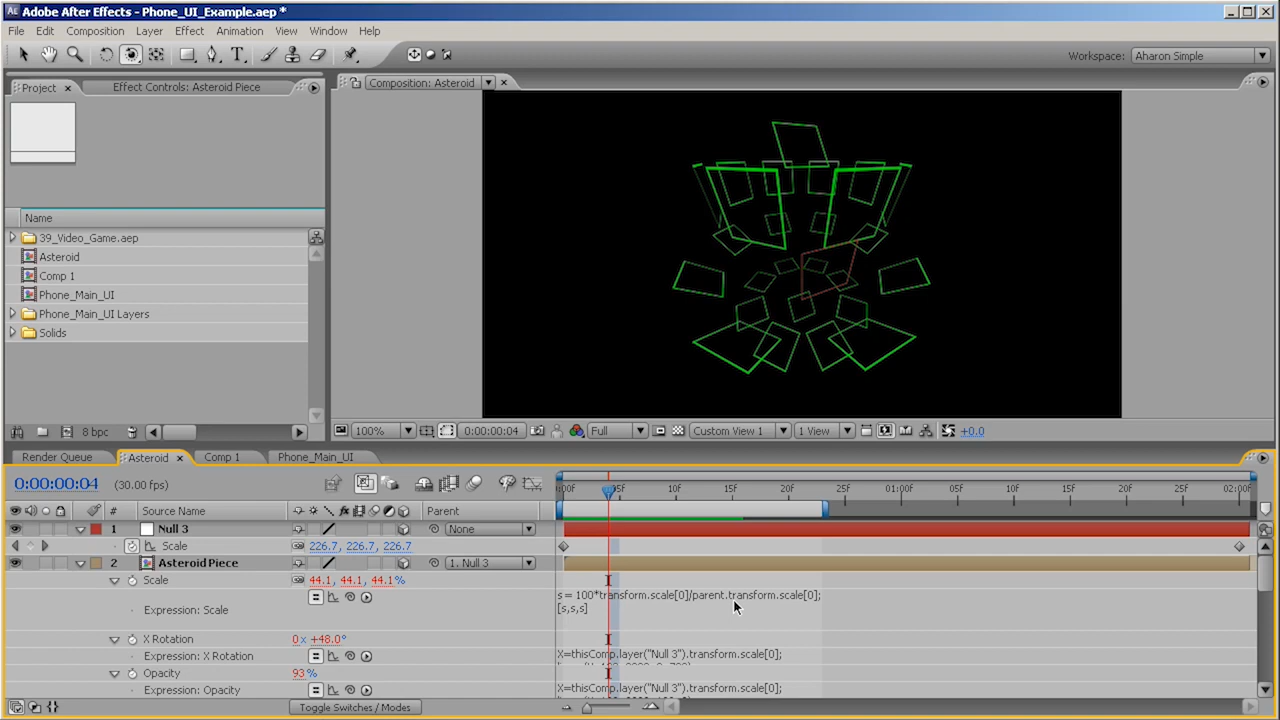 Adobe After Effects - Phone_UI_Example.aep *
File Edit Composition Layer Effect Animation View Window Help
Workspace: Aharon Simple
Project Effect Controls: Asteroid Piece
Composition: Asteroid
Name
39_Video_Game.aep
Asteroid
Comp 1
Phone_Main_UI
Phone_Main_UI Layers
Solids
8 bpc
100% 0:00:00:04 Full Custom View 1 1 View +0.0
Render Queue Asteroid Comp 1 Phone_Main_UI
0:00:00:04 (30.00 fps)
:00f 05f 10f 15f 20f 25f 01:00f 05f 10f 15f 20f 25f 02:00f
# Source Name Parent
1 Null 3 None
Scale 226.7, 226.7, 226.7
2 Asteroid Piece 1. Null 3
Scale 44.1, 44.1, 44.1%
s = 100*transform.scale[0]/parent.transform.scale[0];
Expression: Scale [s,s,s]
X Rotation 0 x +48.0°
Expression: X Rotation X=thisComp.layer("Null 3").transform.scale[0];
Opacity 93 %
Expression: Opacity X=thisComp.layer("Null 3").transform.scale[0];
Toggle Switches / Modes